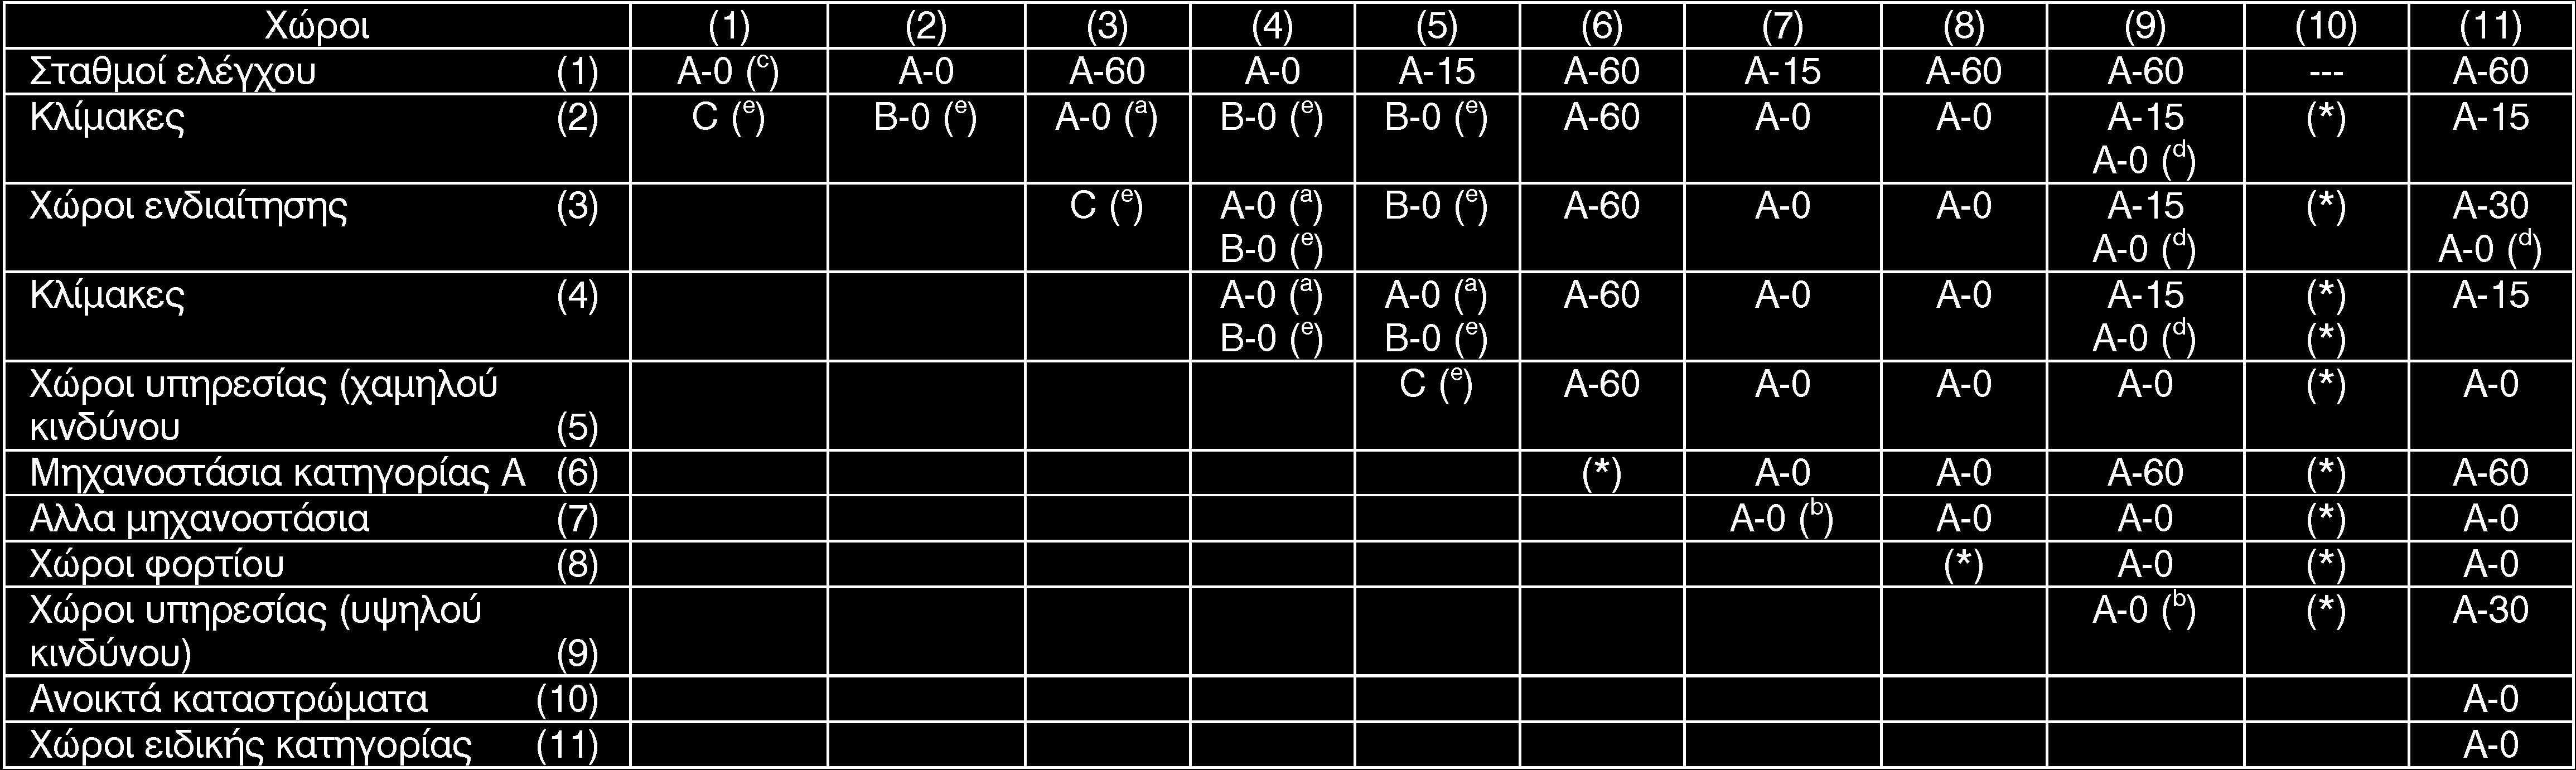 Χώροι (1) (2) (3) (4) (5) (6) (7) (8) (9) (10) (11)
Σταθμοί ελέγχου (1) A-0 (c) A-0 A-60 A-0 A-15 A-60 A-15 A-60 A-60 --- A-60
Κλίμακες (2) C (e) B-0 (e) A-0 (a) B-0 (e) B-0 (e) A-60 A-0 A-0 A-15 (*) A-15
A-0 (d)
Χώροι ενδιαίτησης (3) C (e) A-0 (a) B-0 (e) A-60 A-0 A-0 A-15 (*) A-30
B-0 (e) A-0 (d) A-0 (d)
Κλίμακες (4) A-0 (a) A-0 (a) A-60 A-0 A-0 A-15 (*) A-15
B-0 (e) B-0 (e) A-0 (d) (*)
Χώροι υπηρεσίας (χαμηλού C (e) A-60 A-0 A-0 A-0 (*) A-0
κινδύνου (5)
Μηχανοστάσια κατηγορίας Α (6) (*) A-0 A-0 A-60 (*) A-60
Αλλα μηχανοστάσια (7) A-0 (b) A-0 A-0 (*) A-0
Χώροι φορτίου (8) (*) A-0 (*) A-0
Χώροι υπηρεσίας (υψηλού A-0 (b) (*) A-30
κινδύνου) (9)
Ανοικτά καταστρώματα (10) A-0
Χώροι ειδικής κατηγορίας (11) A-0